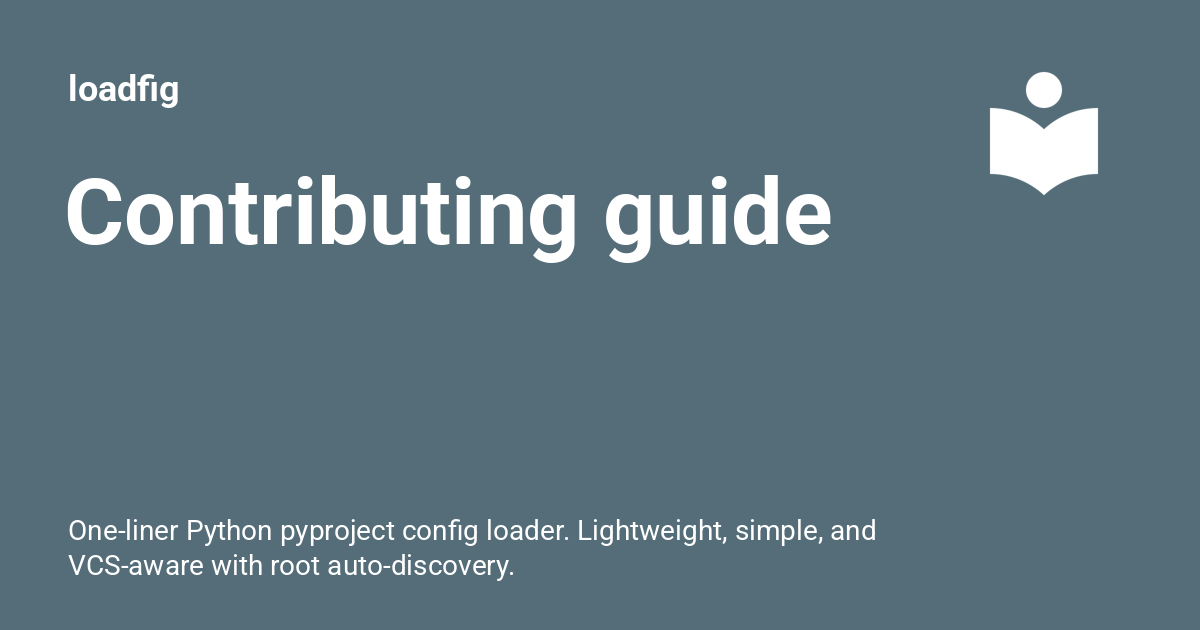 loadfig
Contributing guide
One-liner Python pyproject config loader. Lightweight, simple, and
VCS-aware with root auto-discovery.